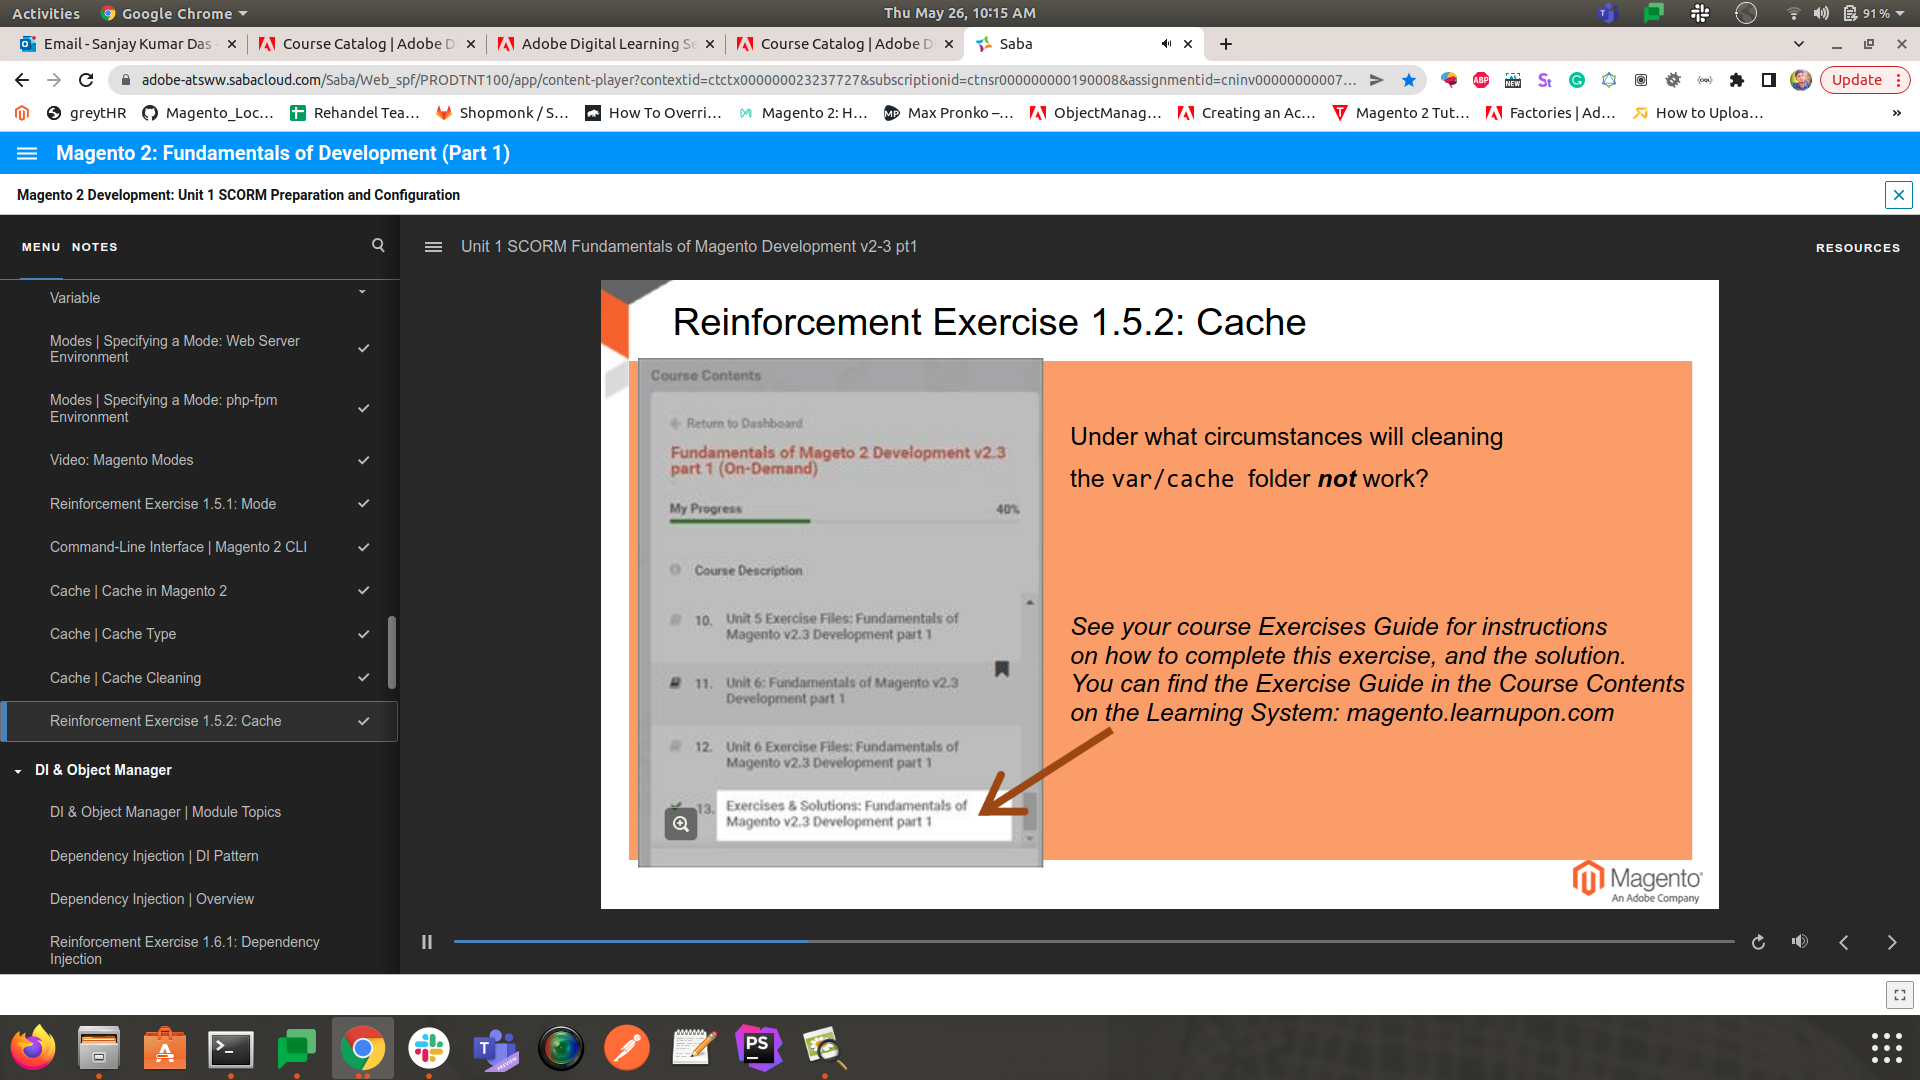 Activities Google Chrome Thu May 26, 10:15 AM 91%
Email - Sanjay Kumar Das - Course Catalog | Adobe D Adobe Digital Learning Se Course Catalog | Adobe D Saba
adobe-atsww.sabacloud.com/Saba/Web_spf/PRODTNT100/app/content-player?contextid=ctctx000000023237727&subscriptionid=ctnsr000000000190008&assignmentid=cninv00000000007... Update
greytHR Magento_Loc... Rehandel Tea... Shopmonk / S... How To Overri... Magento 2: H... Max Pronko –... ObjectManag... Creating an Ac... Magento 2 Tut... Factories | Ad... How to Uploa... »
Magento 2: Fundamentals of Development (Part 1)
Magento 2 Development: Unit 1 SCORM Preparation and Configuration
MENU NOTES
Variable
Modes | Specifying a Mode: Web Server
Environment
Modes | Specifying a Mode: php-fpm
Environment
Video: Magento Modes
Reinforcement Exercise 1.5.1: Mode
Command-Line Interface | Magento 2 CLI
Cache | Cache in Magento 2
Cache | Cache Type
Cache | Cache Cleaning
Reinforcement Exercise 1.5.2: Cache
DI & Object Manager
DI & Object Manager | Module Topics
Dependency Injection | DI Pattern
Dependency Injection | Overview
Reinforcement Exercise 1.6.1: Dependency
Injection
Unit 1 SCORM Fundamentals of Magento Development v2-3 pt1
RESOURCES
Reinforcement Exercise 1.5.2: Cache
Course Contents
Return to Dashboard
Fundamentals of Mageto 2 Development v2.3
part 1 (On-Demand)
My Progress 40%
Course Description
10. Unit 5 Exercise Files: Fundamentals of
Magento v2.3 Development part 1
11. Unit 6: Fundamentals of Magento v2.3
Development part 1
12. Unit 6 Exercise Files: Fundamentals of
Magento v2.3 Development part 1
13. Exercises & Solutions: Fundamentals of
Magento v2.3 Development part 1
Under what circumstances will cleaning
the var/cache folder not work?
See your course Exercises Guide for instructions
on how to complete this exercise, and the solution.
You can find the Exercise Guide in the Course Contents
on the Learning System: magento.learnupon.com
Magento
An Adobe Company